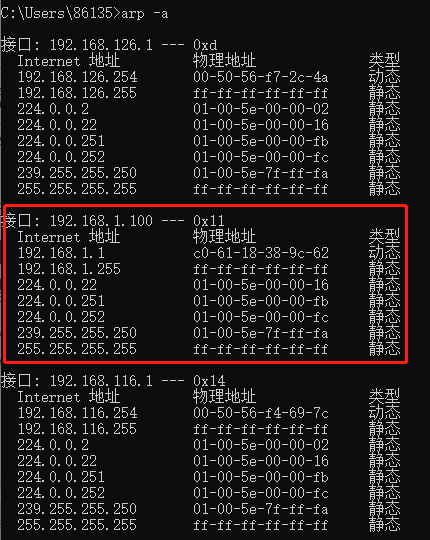 C:\Users\86135>arp -a
接口: 192.168.126.1 --- 0xd
Internet 地址 物理地址 类型
192.168.126.254 00-50-56-f7-2c-4a 动态
192.168.126.255 ff-ff-ff-ff-ff-ff 静态
224.0.0.2 01-00-5e-00-00-02 静态
224.0.0.22 01-00-5e-00-00-16 静态
224.0.0.251 01-00-5e-00-00-fb 静态
224.0.0.252 01-00-5e-00-00-fc 静态
239.255.255.250 01-00-5e-7f-ff-fa 静态
255.255.255.255 ff-ff-ff-ff-ff-ff 静态
接口: 192.168.1.100 --- 0x11
Internet 地址 物理地址 类型
192.168.1.1 c0-61-18-38-9c-62 动态
192.168.1.255 ff-ff-ff-ff-ff-ff 静态
224.0.0.22 01-00-5e-00-00-16 静态
224.0.0.251 01-00-5e-00-00-fb 静态
224.0.0.252 01-00-5e-00-00-fc 静态
239.255.255.250 01-00-5e-7f-ff-fa 静态
255.255.255.255 ff-ff-ff-ff-ff-ff 静态
接口: 192.168.116.1 --- 0x14
Internet 地址 物理地址 类型
192.168.116.254 00-50-56-f4-69-7c 动态
192.168.116.255 ff-ff-ff-ff-ff-ff 静态
224.0.0.2 01-00-5e-00-00-02 静态
224.0.0.22 01-00-5e-00-00-16 静态
224.0.0.251 01-00-5e-00-00-fb 静态
224.0.0.252 01-00-5e-00-00-fc 静态
239.255.255.250 01-00-5e-7f-ff-fa 静态
255.255.255.255 ff-ff-ff-ff-ff-ff 静态